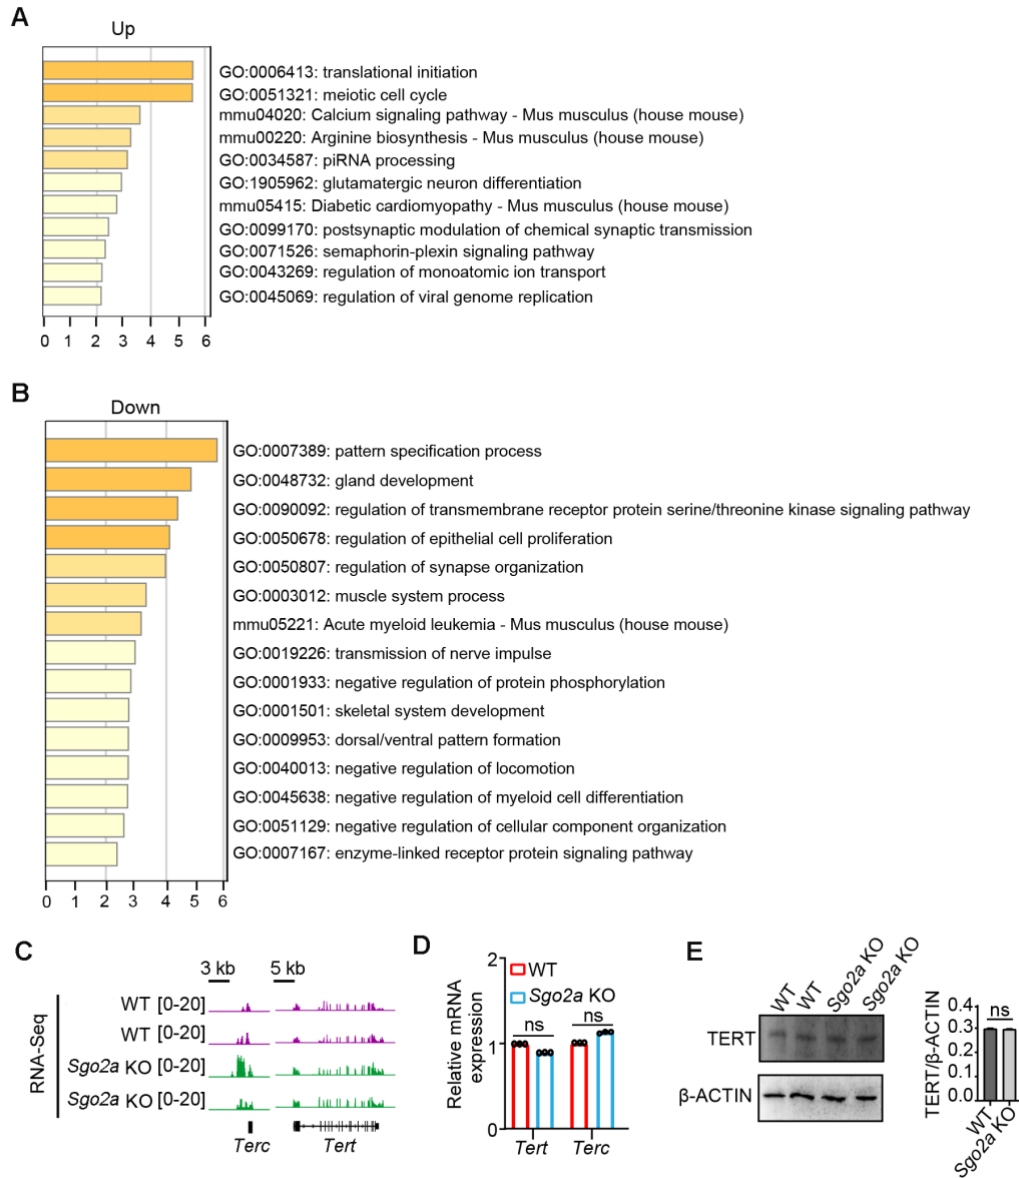 A
Up
GO:0006413: translational initiation
GO:0051321: meiotic cell cycle
mmu04020: Calcium signaling pathway - Mus musculus (house mouse)
mmu00220: Arginine biosynthesis - Mus musculus (house mouse)
GO:0034587: piRNA processing
GO:1905962: glutamatergic neuron differentiation
mmu05415: Diabetic cardiomyopathy - Mus musculus (house mouse)
GO:0099170: postsynaptic modulation of chemical synaptic transmission
GO:0071526: semaphorin-plexin signaling pathway
GO:0043269: regulation of monoatomic ion transport
GO:0045069: regulation of viral genome replication
0 1 2 3 4 5 6
B
Down
GO:0007389: pattern specification process
GO:0048732: gland development
GO:0090092: regulation of transmembrane receptor protein serine/threonine kinase signaling pathway
GO:0050678: regulation of epithelial cell proliferation
GO:0050807: regulation of synapse organization
GO:0003012: muscle system process
mmu05221: Acute myeloid leukemia - Mus musculus (house mouse)
GO:0019226: transmission of nerve impulse
GO:0001933: negative regulation of protein phosphorylation
GO:0001501: skeletal system development
GO:0009953: dorsal/ventral pattern formation
GO:0040013: negative regulation of locomotion
GO:0045638: negative regulation of myeloid cell differentiation
GO:0051129: negative regulation of cellular component organization
GO:0007167: enzyme-linked receptor protein signaling pathway
0 1 2 3 4 5 6
C
3 kb 5 kb
RNA-Seq
WT [0-20]
WT [0-20]
Sgo2a KO [0-20]
Sgo2a KO [0-20]
Terc Tert
D
Relative mRNA
expression
2
1
0
WT
Sgo2a KO
ns
ns
Tert Terc
E
WT
WT
Sgo2a KO
Sgo2a KO
TERT
β-ACTIN
TERT/β-ACTIN
0.4
0.3
0.2
0.1
0.0
ns
WT
Sgo2a KO